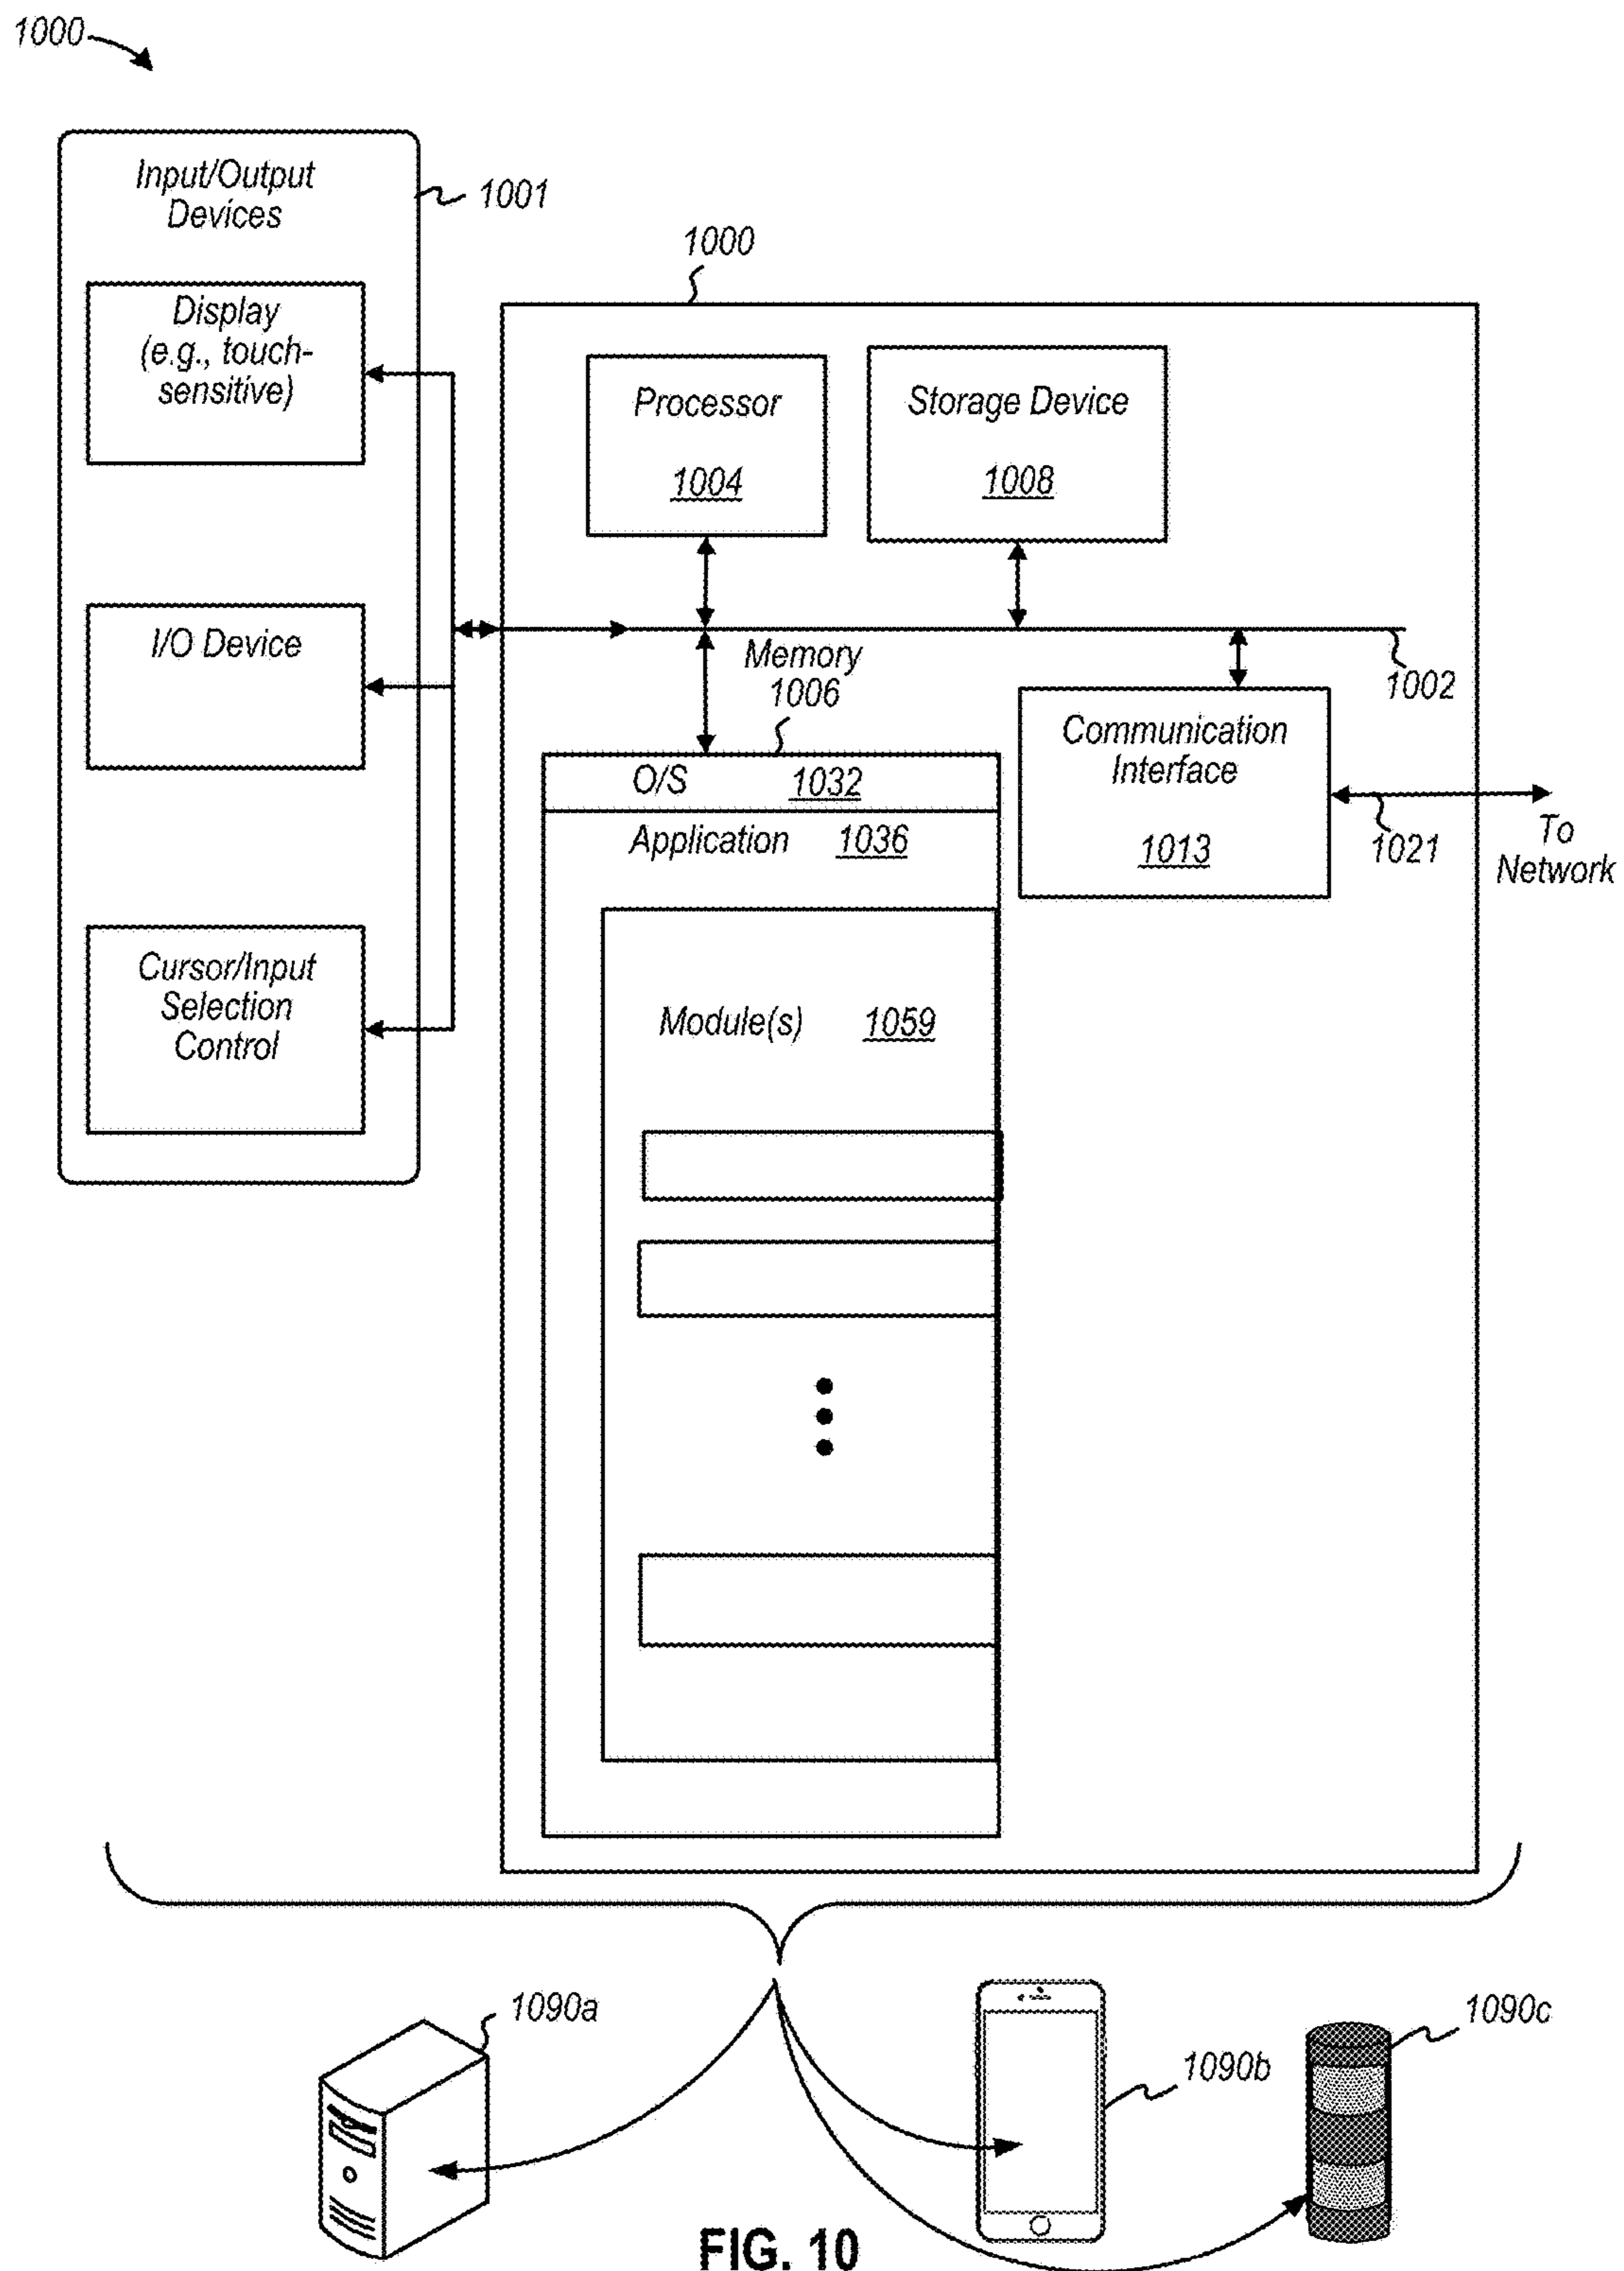 1000
Input/Output
Devices
1001
Display
(e.g., touch-
sensitive)
I/O Device
Cursor/Input
Selection
Control
1000
Processor
1004
Storage Device
1008
1002
Memory
1006
O/S 1032
Application 1036
Module(s) 1059
Communication
Interface
1013
1021
To
Network
1090a
1090b
1090c
FIG. 10